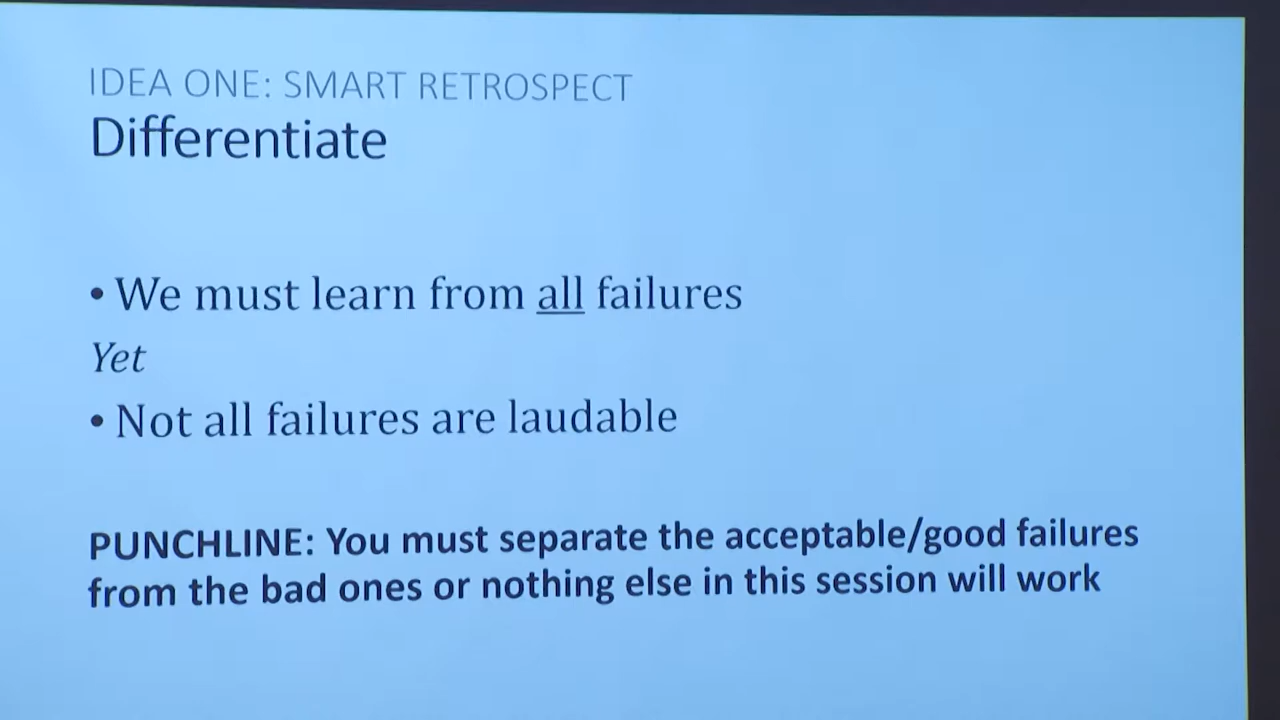 IDEA ONE: SMART RETROSPECT
Differentiate
• We must learn from all failures
Yet
• Not all failures are laudable
PUNCHLINE: You must separate the acceptable/good failures
from the bad ones or nothing else in this session will work